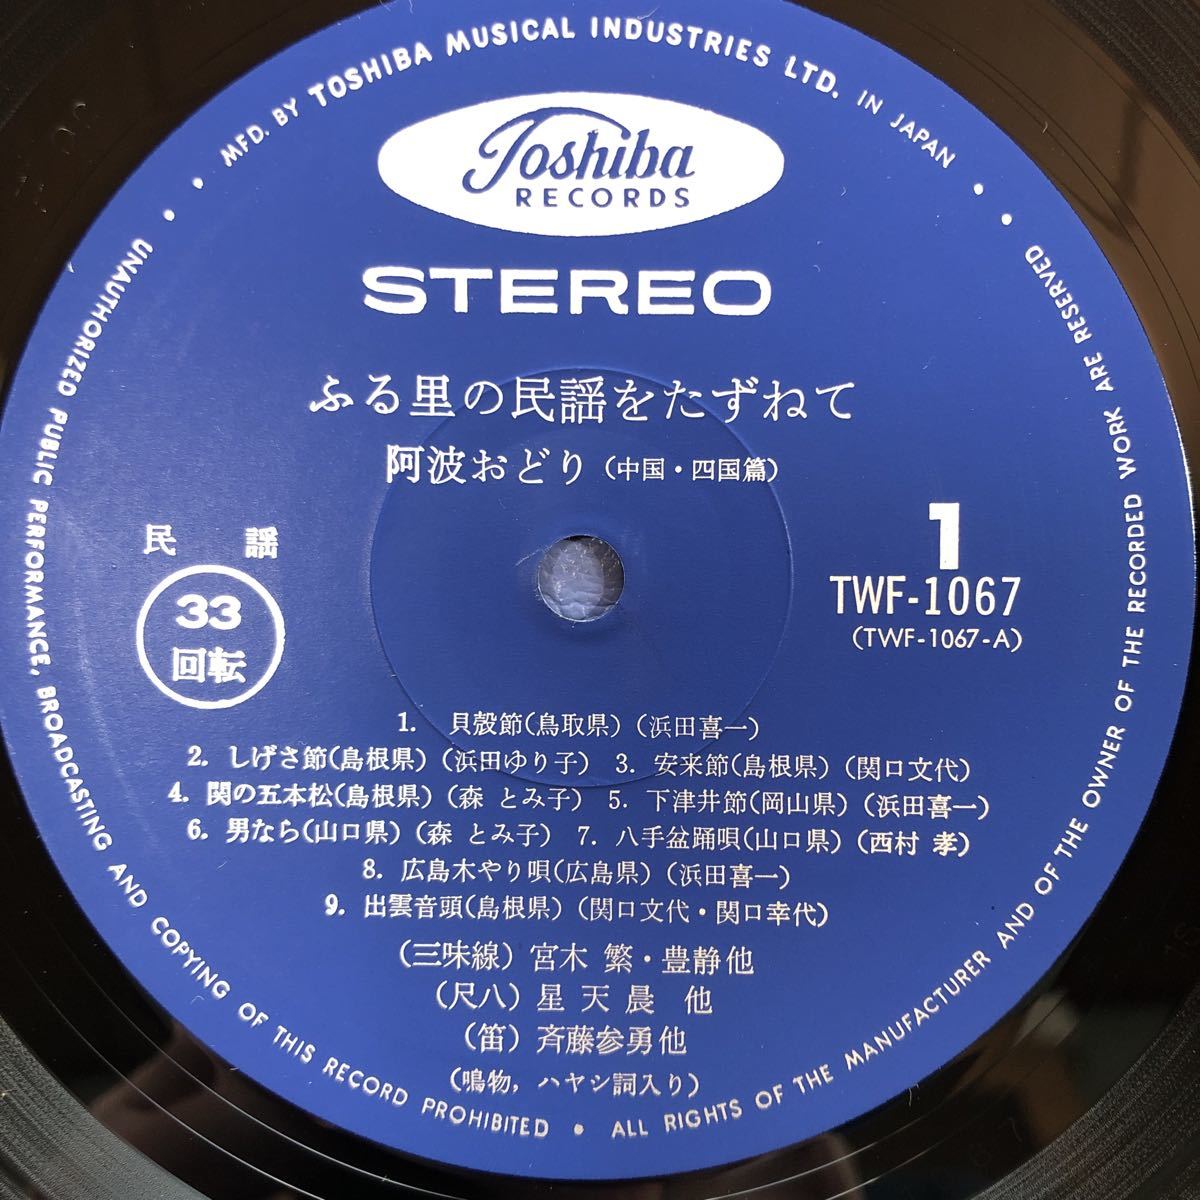 MFD. BY TOSHIBA MUSICAL INDUSTRIES LTD. IN JAPAN
Toshiba
RECORDS
STEREO
ふる里の民謡をたずねて
阿波おどり（中国・四国篇）
民 謡
33
回転
1
TWF-1067
(TWF-1067-A)
1. 貝殻節(鳥取県)（浜田喜一）
2. しげさ節(島根県)（浜田ゆり子） 3. 安来節(島根県)（関口文代）
4. 関の五本松(島根県)（森 とみ子） 5. 下津井節(岡山県)（浜田喜一）
6. 男なら(山口県)（森 とみ子） 7. 八手盆踊唄(山口県)（西村 孝）
8. 広島木やり唄(広島県)（浜田喜一）
9. 出雲音頭(島根県)（関口文代・関口幸代）
（三味線）宮木 繁・豊静他
（尺八）星 天 晨 他
（笛）斉藤参勇他
（鳴物，ハヤシ詞入り）
UNAUTHORIZED PUBLIC PERFORMANCE, BROADCASTING AND COPYING OF THIS RECORD PROHIBITED • ALL RIGHTS OF THE MANUFACTURER AND OF THE OWNER OF THE RECORDED WORK ARE RESERVED